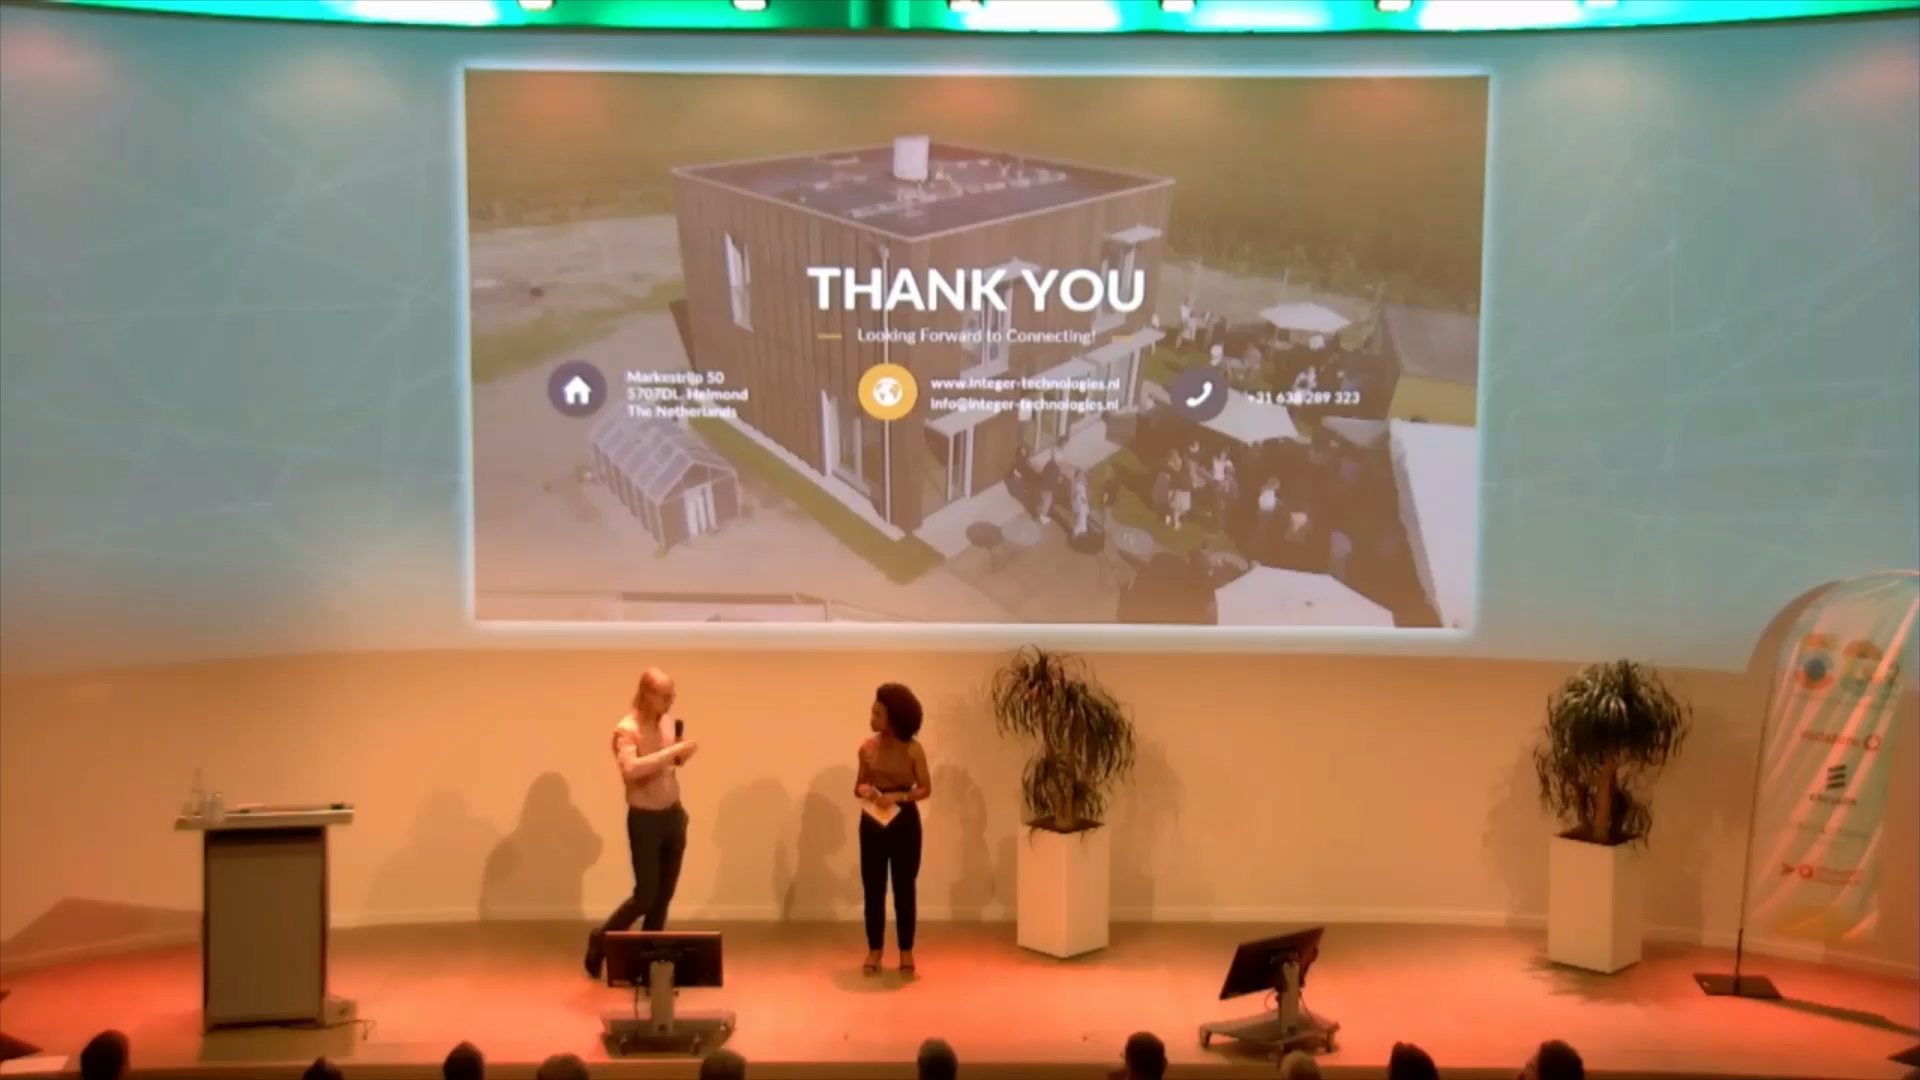 THANK YOU
Looking Forward to Connecting!
Markestrijp 50
5707DL, Helmond
The Netherlands
www.integer-technologies.nl
info@integer-technologies.nl
+31 638 289 323